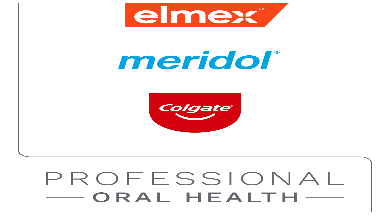 elmex
meridol®
Colgate®
PROFESSIONAL
ORAL HEALTH